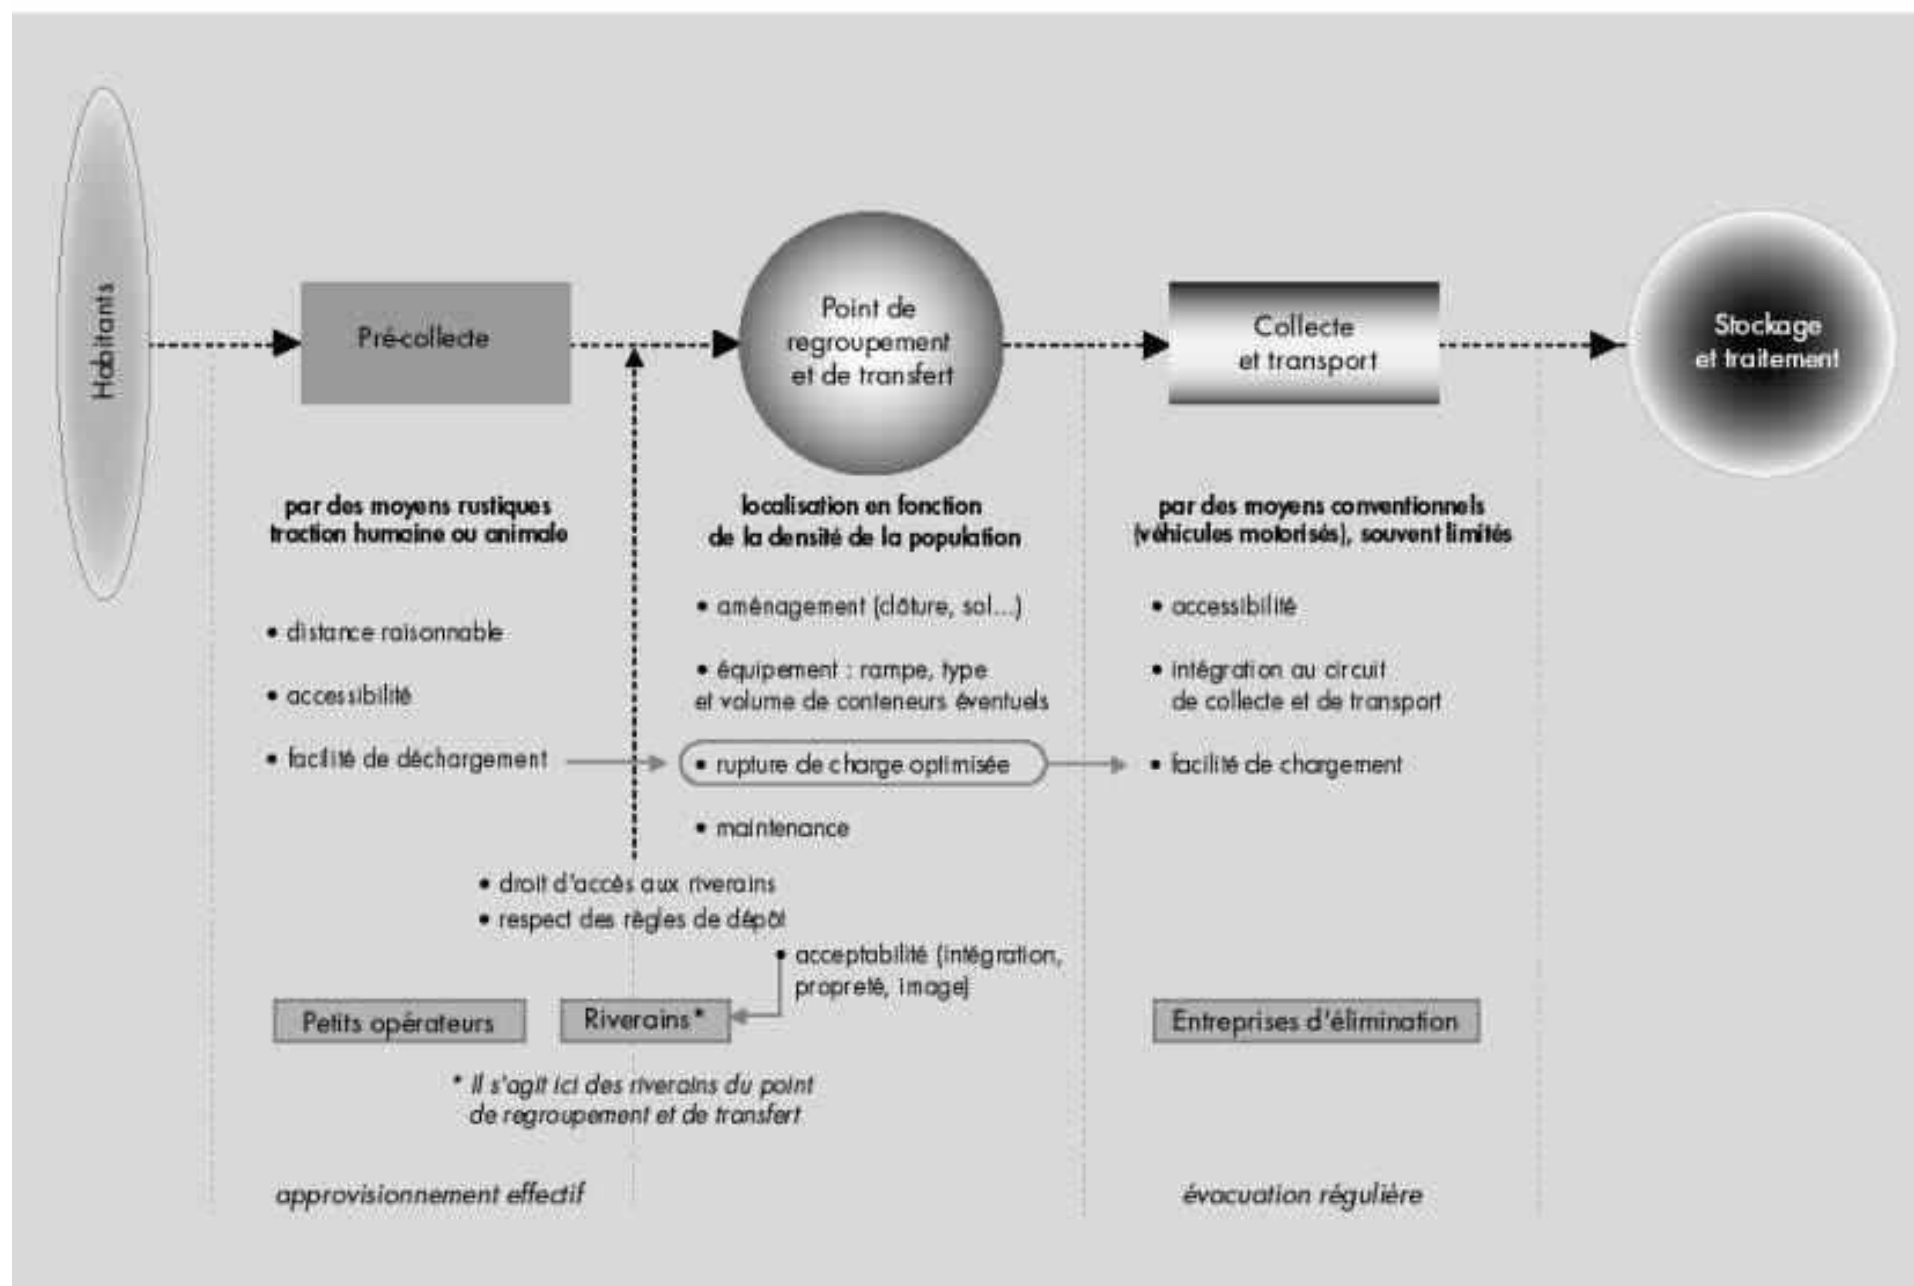 Habitants
Pré-collecte
Point de
regroupement
et de transfert
Collecte
et transport
Stockage
et traitement
par des moyens rustiques
traction humaine ou animale
• distance raisonnable
• accessibilité
• facilité de déchargement
localisation en fonction
de la densité de la population
• aménagement (clôture, sol...)
• équipement : rampe, type
et volume de conteneurs éventuels
• rupture de charge optimisée
• maintenance
par des moyens conventionnels
(véhicules motorisés), souvent limités
• accessibilité
• intégration au circuit
de collecte et de transport
• facilité de chargement
• droit d'accès aux riverains
• respect des règles de dépôt
• acceptabilité (intégration,
propreté, image)
Petits opérateurs
Riverains*
Entreprises d'élimination
* Il s'agit ici des riverains du point
de regroupement et de transfert
approvisionnement effectif
évacuation régulière